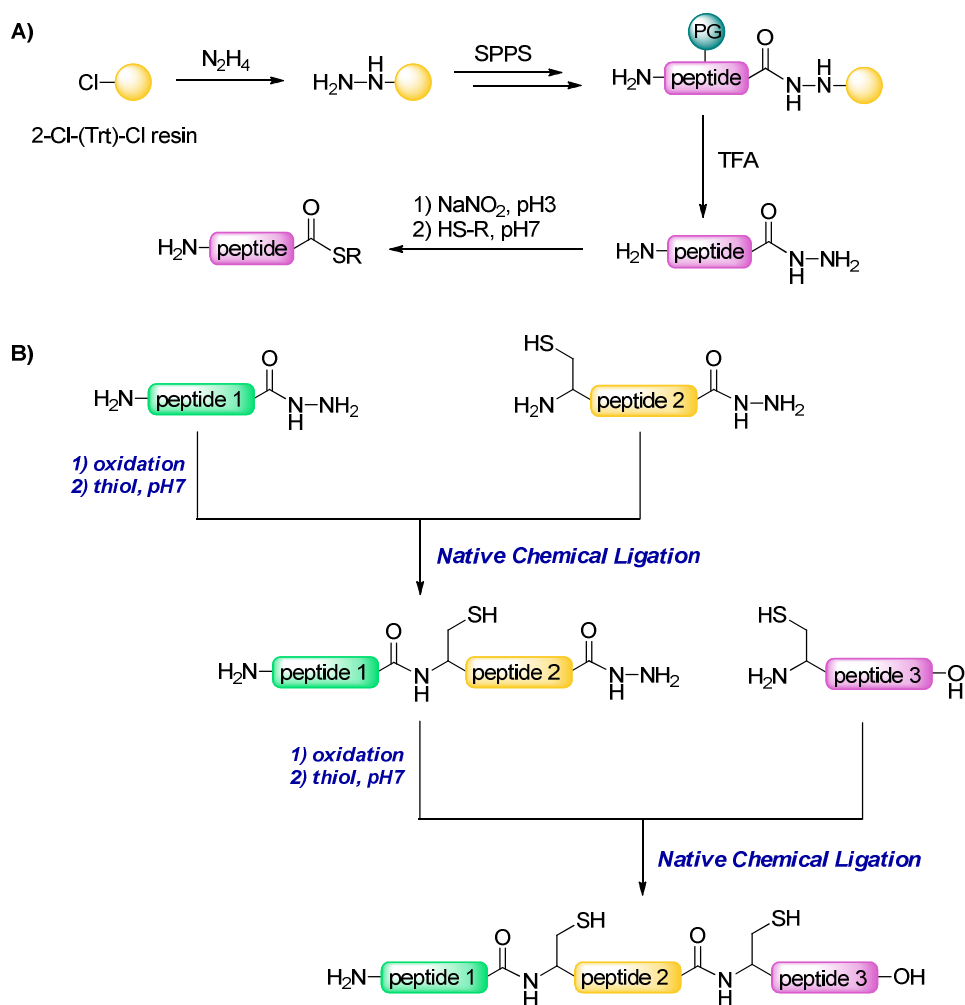 A)
Cl
N2H4
H2N
H
N
SPPS
PG
H2N
peptide
O
N
H
H
N
2-Cl-(Trt)-Cl resin
TFA
1) NaNO2, pH3
2) HS-R, pH7
H2N
peptide
O
SR
H2N
peptide
O
N
H
NH2
B)
H2N
peptide 1
O
N
H
NH2
HS
H2N
peptide 2
O
N
H
NH2
1) oxidation
2) thiol, pH7
Native Chemical Ligation
H2N
peptide 1
O
N
H
SH
peptide 2
O
N
H
NH2
HS
H2N
peptide 3
O
H
1) oxidation
2) thiol, pH7
Native Chemical Ligation
H2N
peptide 1
O
N
H
SH
peptide 2
O
N
H
SH
peptide 3
OH